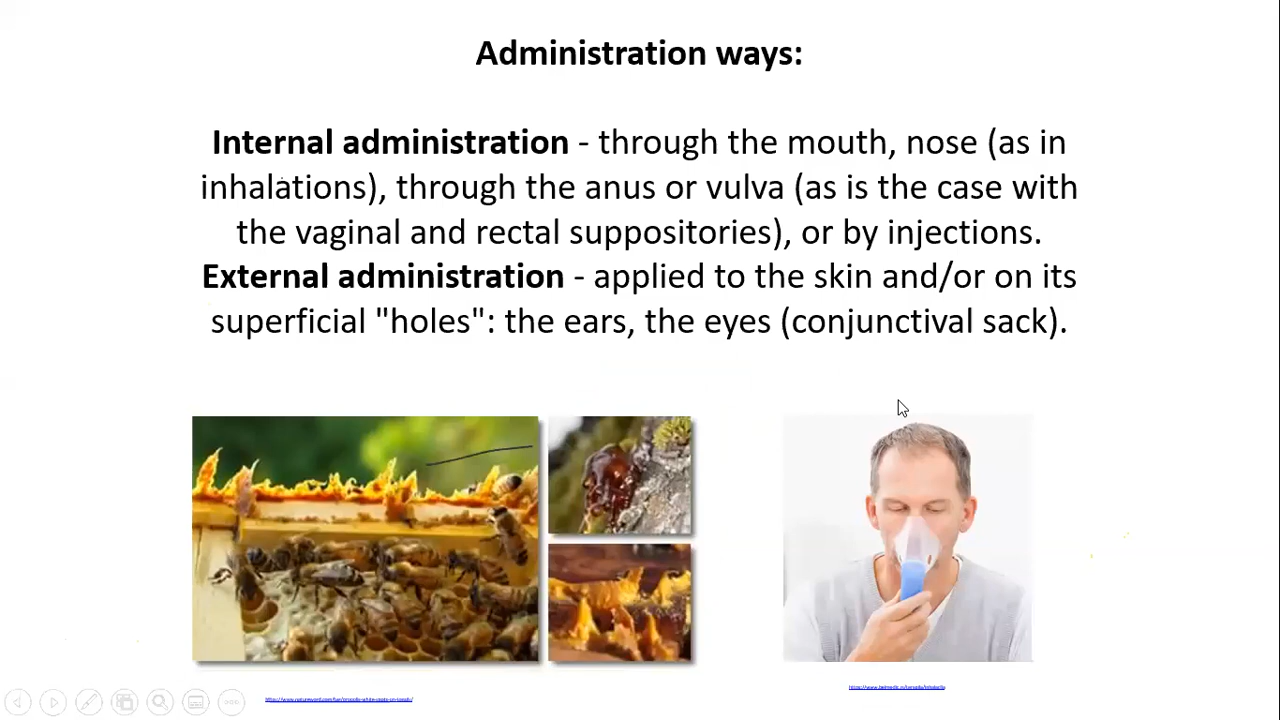 Administration ways:
Internal administration - through the mouth, nose (as in
inhalations), through the anus or vulva (as is the case with
the vaginal and rectal suppositories), or by injections.
External administration - applied to the skin and/or on its
superficial "holes": the ears, the eyes (conjunctival sack).